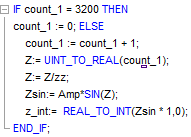 IF count_1 = 3200 THEN
count_1 := 0; ELSE
count_1 := count_1 + 1;
Z:= UINT_TO_REAL(count_1);
Z:= Z/zz;
Zsin:= Amp*SIN(Z);
z_int:= REAL_TO_INT(Zsin * 1,0);
END_IF;